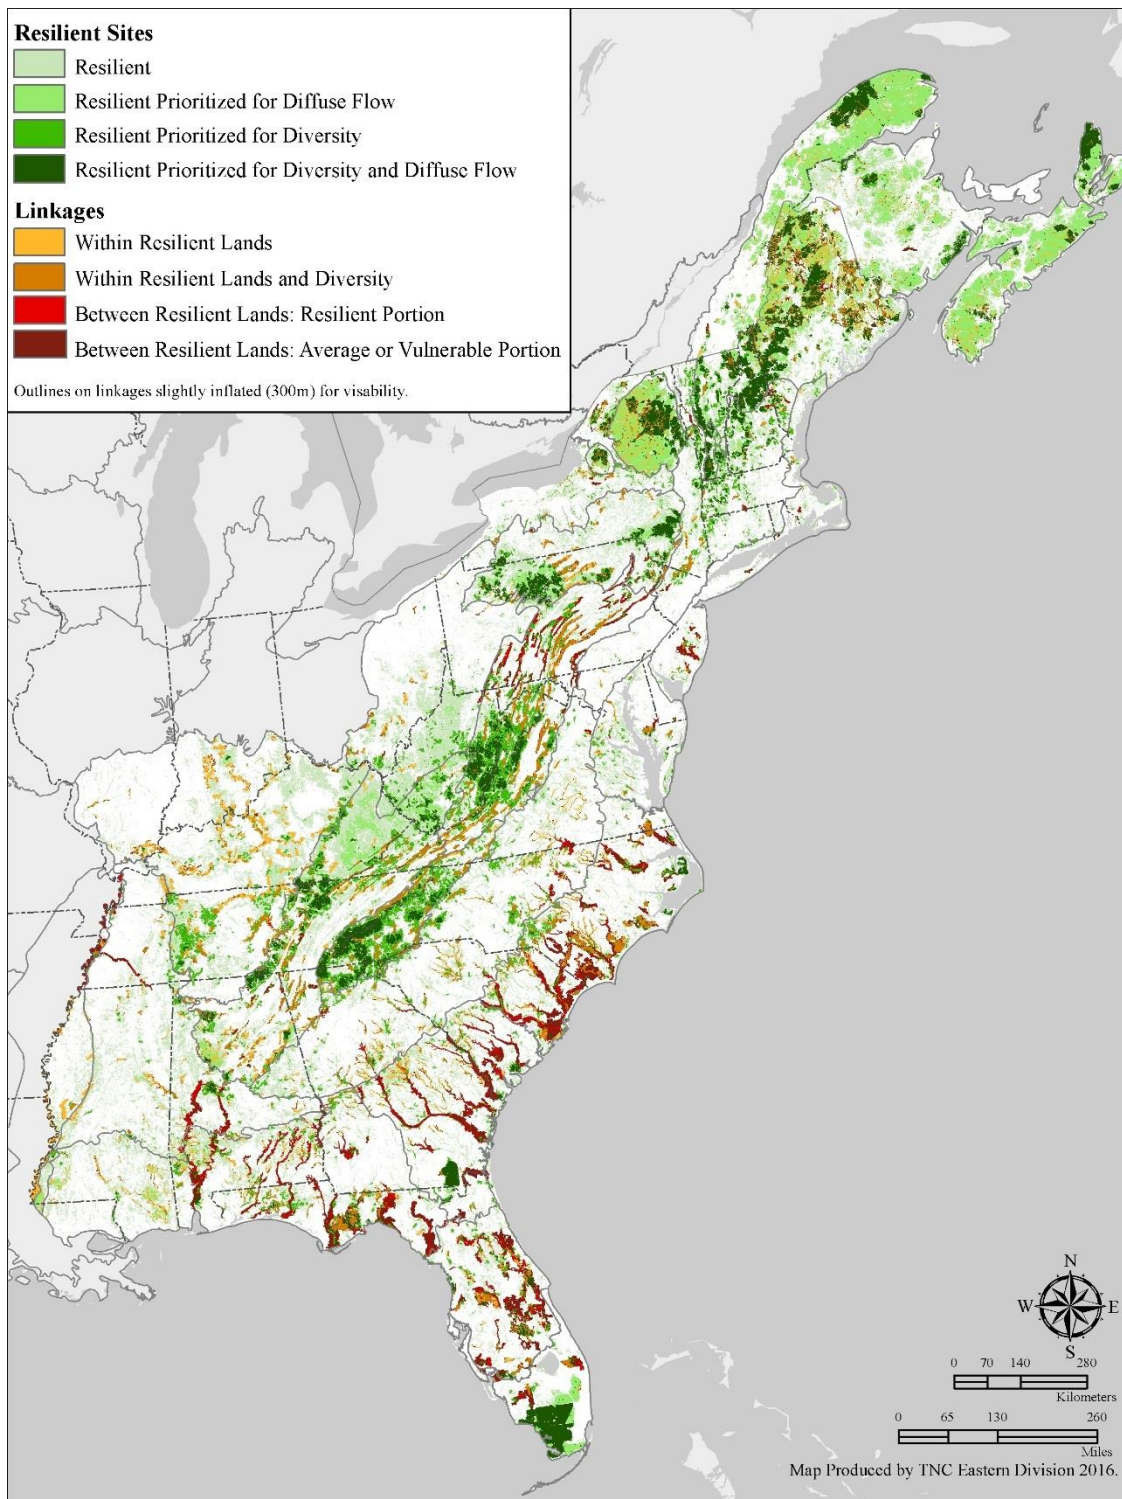 Resilient Sites
Resilient
Resilient Prioritized for Diffuse Flow
Resilient Prioritized for Diversity
Resilient Prioritized for Diversity and Diffuse Flow
Linkages
Within Resilient Lands
Within Resilient Lands and Diversity
Between Resilient Lands: Resilient Portion
Between Resilient Lands: Average or Vulnerable Portion
Outlines on linkages slightly inflated (300m) for visability.
N
W E
S
0 70 140 280
Kilometers
0 65 130 260
Miles
Map Produced by TNC Eastern Division 2016.